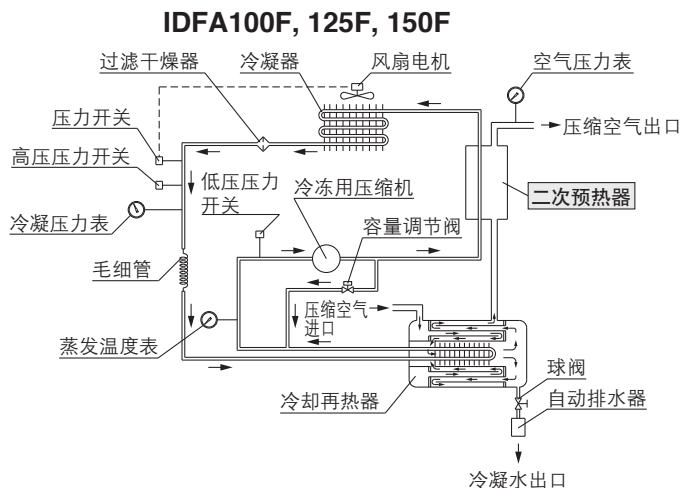 IDFA100F, 125F, 150F
过滤干燥器
冷凝器
风扇电机
空气压力表
压力开关
压缩空气出口
高压压力开关
低压压力
开关
冷冻用压缩机
二次预热器
冷凝压力表
容量调节阀
毛细管
压缩空气
进口
蒸发温度表
球阀
冷却再热器
自动排水器
冷凝水出口